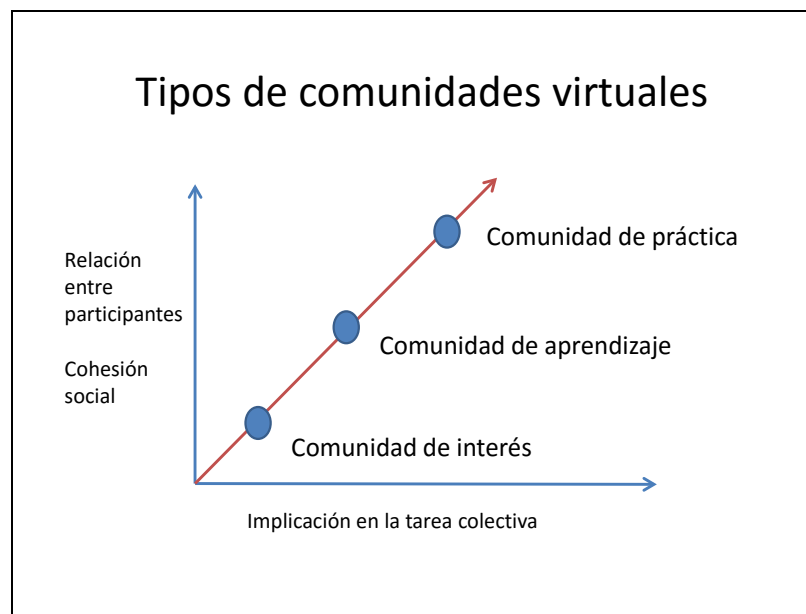 Tipos de comunidades virtuales
Relación
entre
participantes
Cohesión
social
Comunidad de práctica
Comunidad de aprendizaje
Comunidad de interés
Implicación en la tarea colectiva